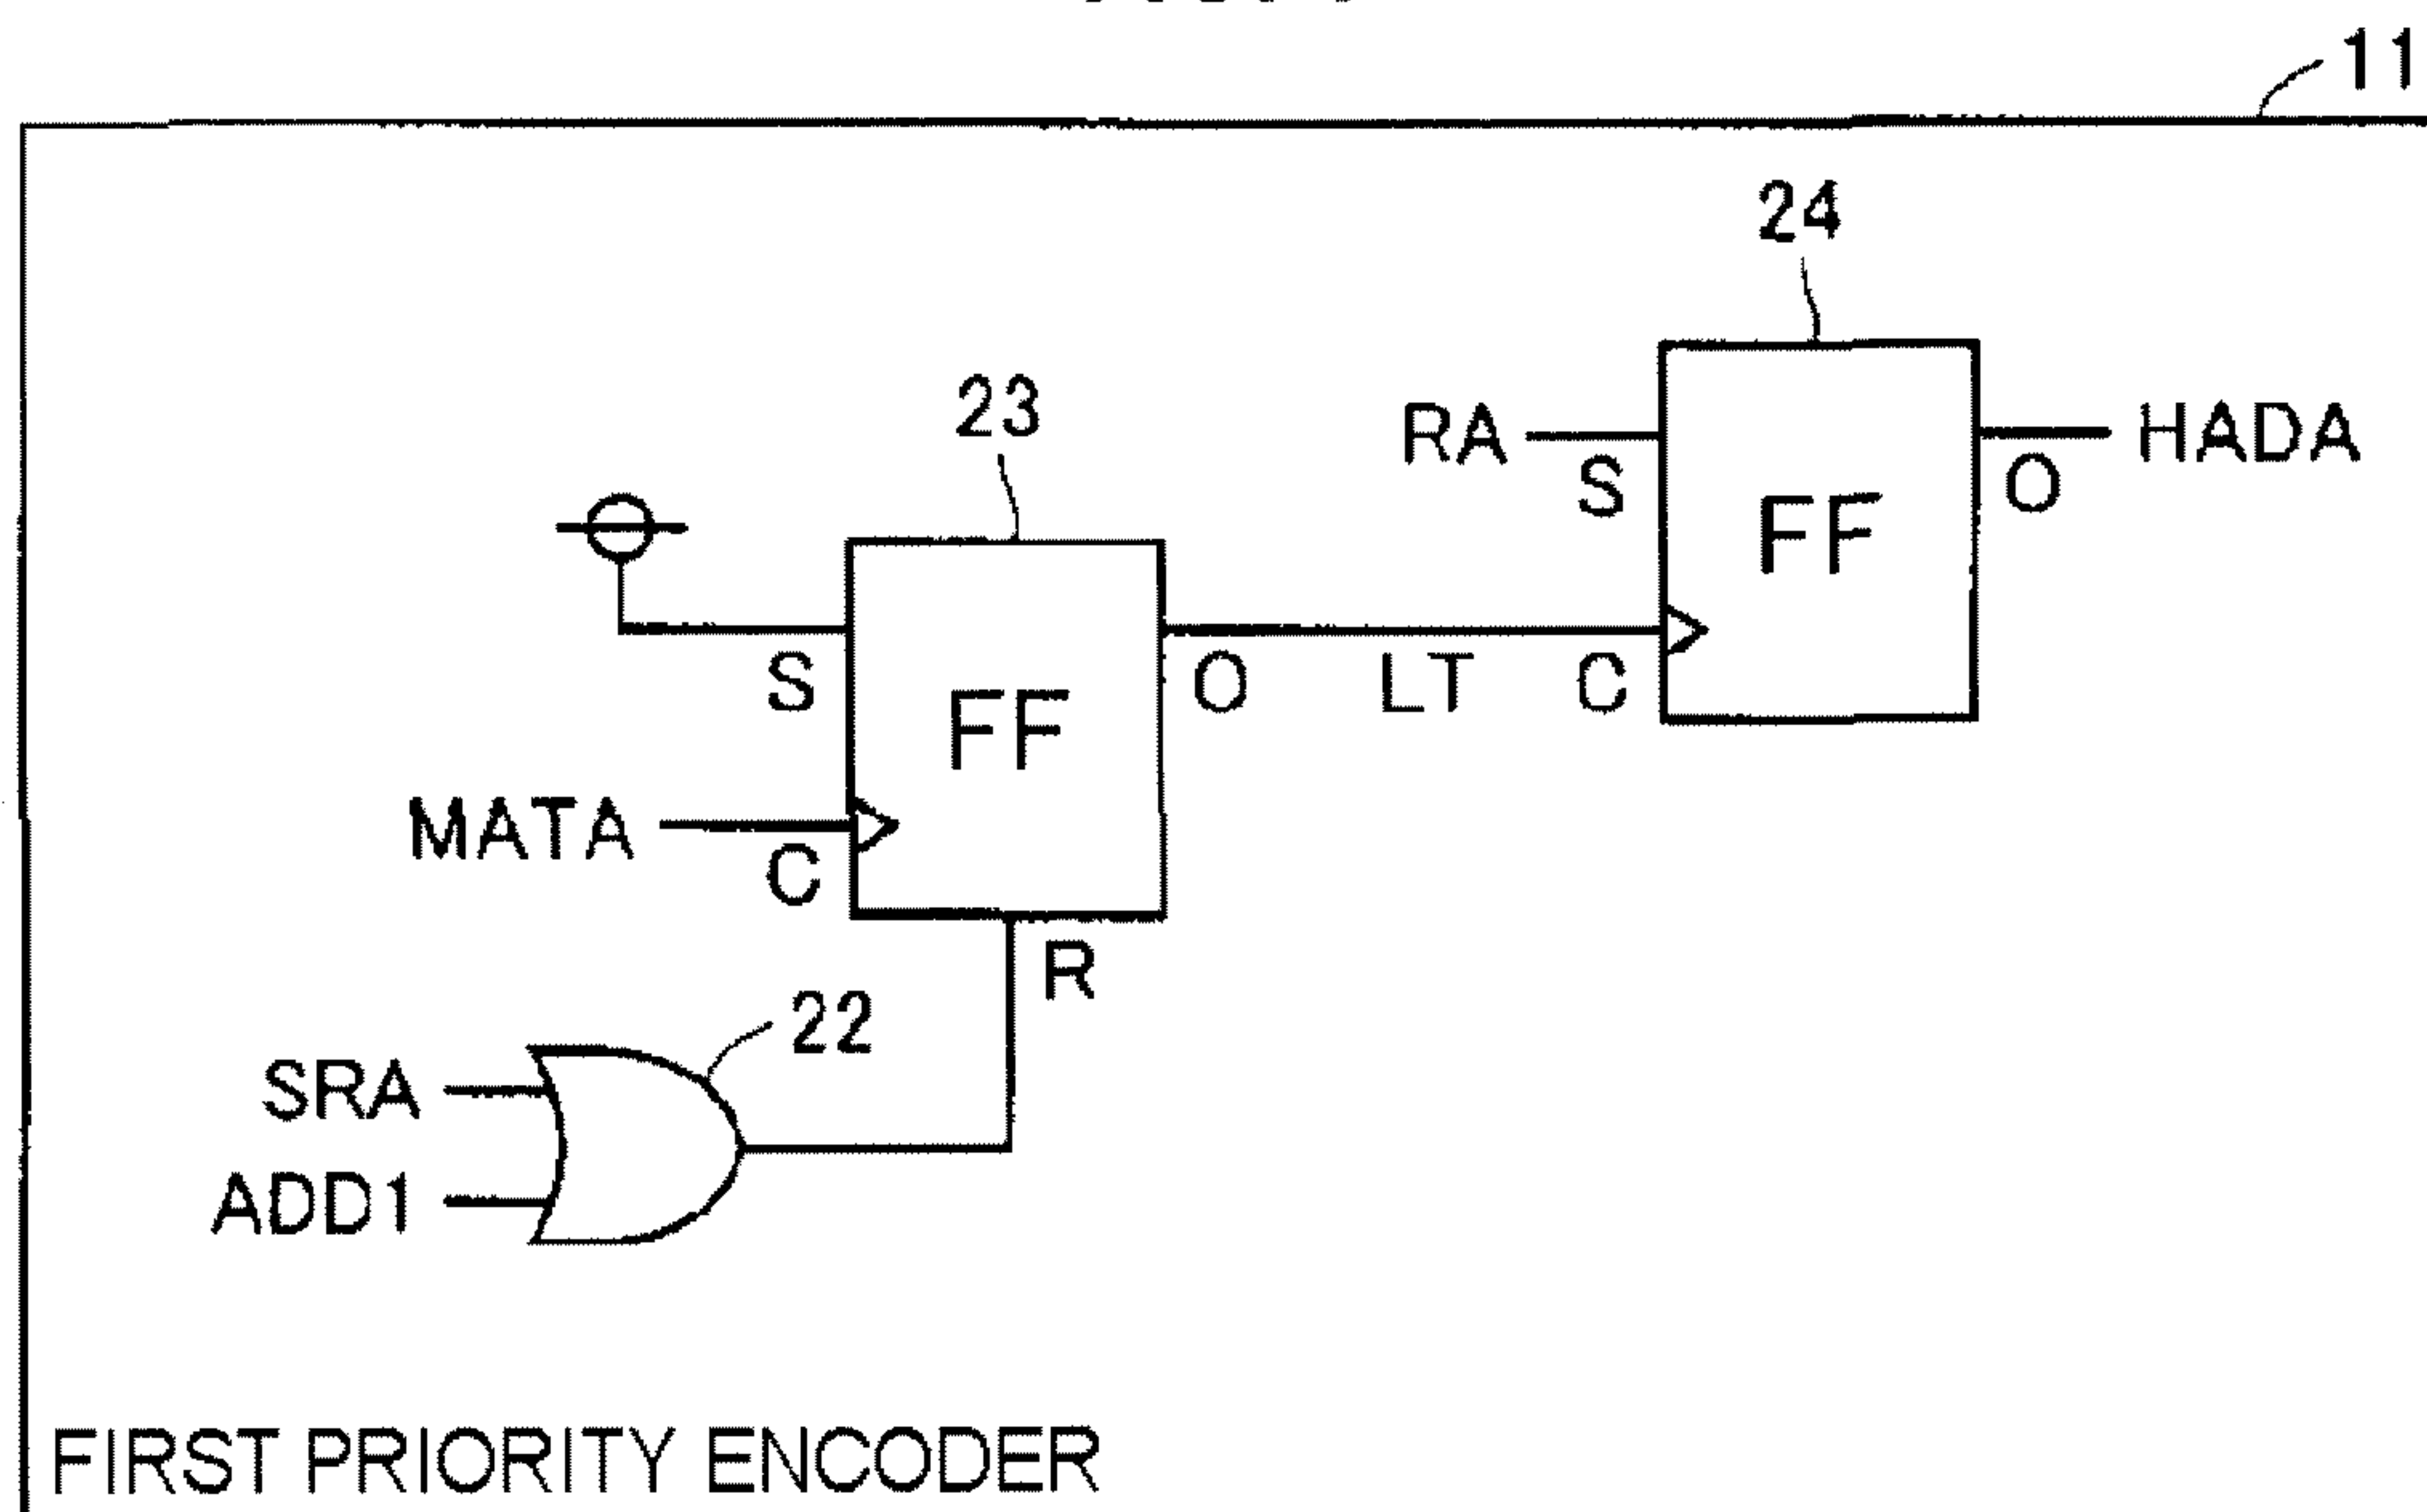 11
24
23
RA
HADA
S
O
FF
S
O
LT
C
FF
MATA
C
R
22
SRA
ADD1
FIRST PRIORITY ENCODER